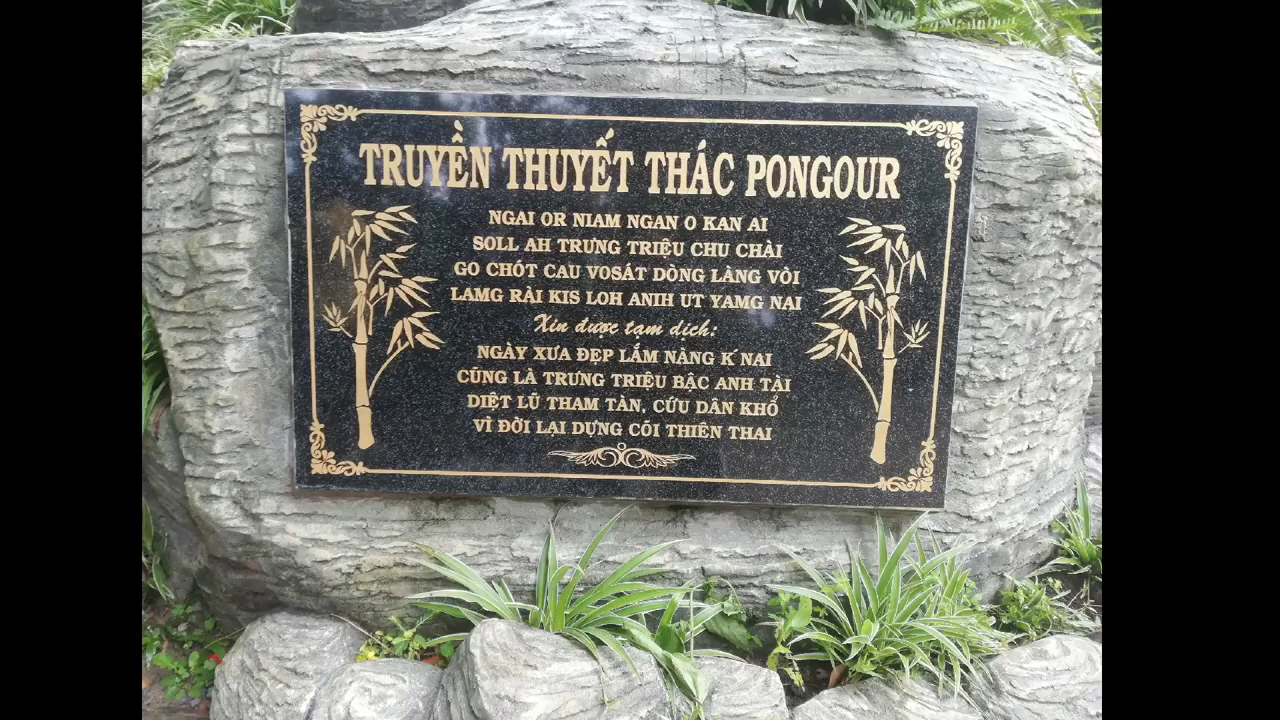 TRUYỀN THUYẾT THÁC PONGOUR
NGAI OR NIAM NGAN O KAN AI
SOLL AH TRƯNG TRIỆU CHU CHÀI
GO CHÓT CAU VOSÁT DÒNG LÀNG VÒI
LAMG RÀI KIS LOH ANIH UT YAMG NAI
Xin được tạm dịch:
NGÀY XƯA ĐẸP LẮM NÀNG K´NAI
CŨNG LÀ TRƯNG TRIỆU BẬC ANH TÀI
DIỆT LŨ THAM TÀN, CỨU DÂN KHỔ
VÌ ĐỜI LẠI DỰNG CÕI THIÊN THAI